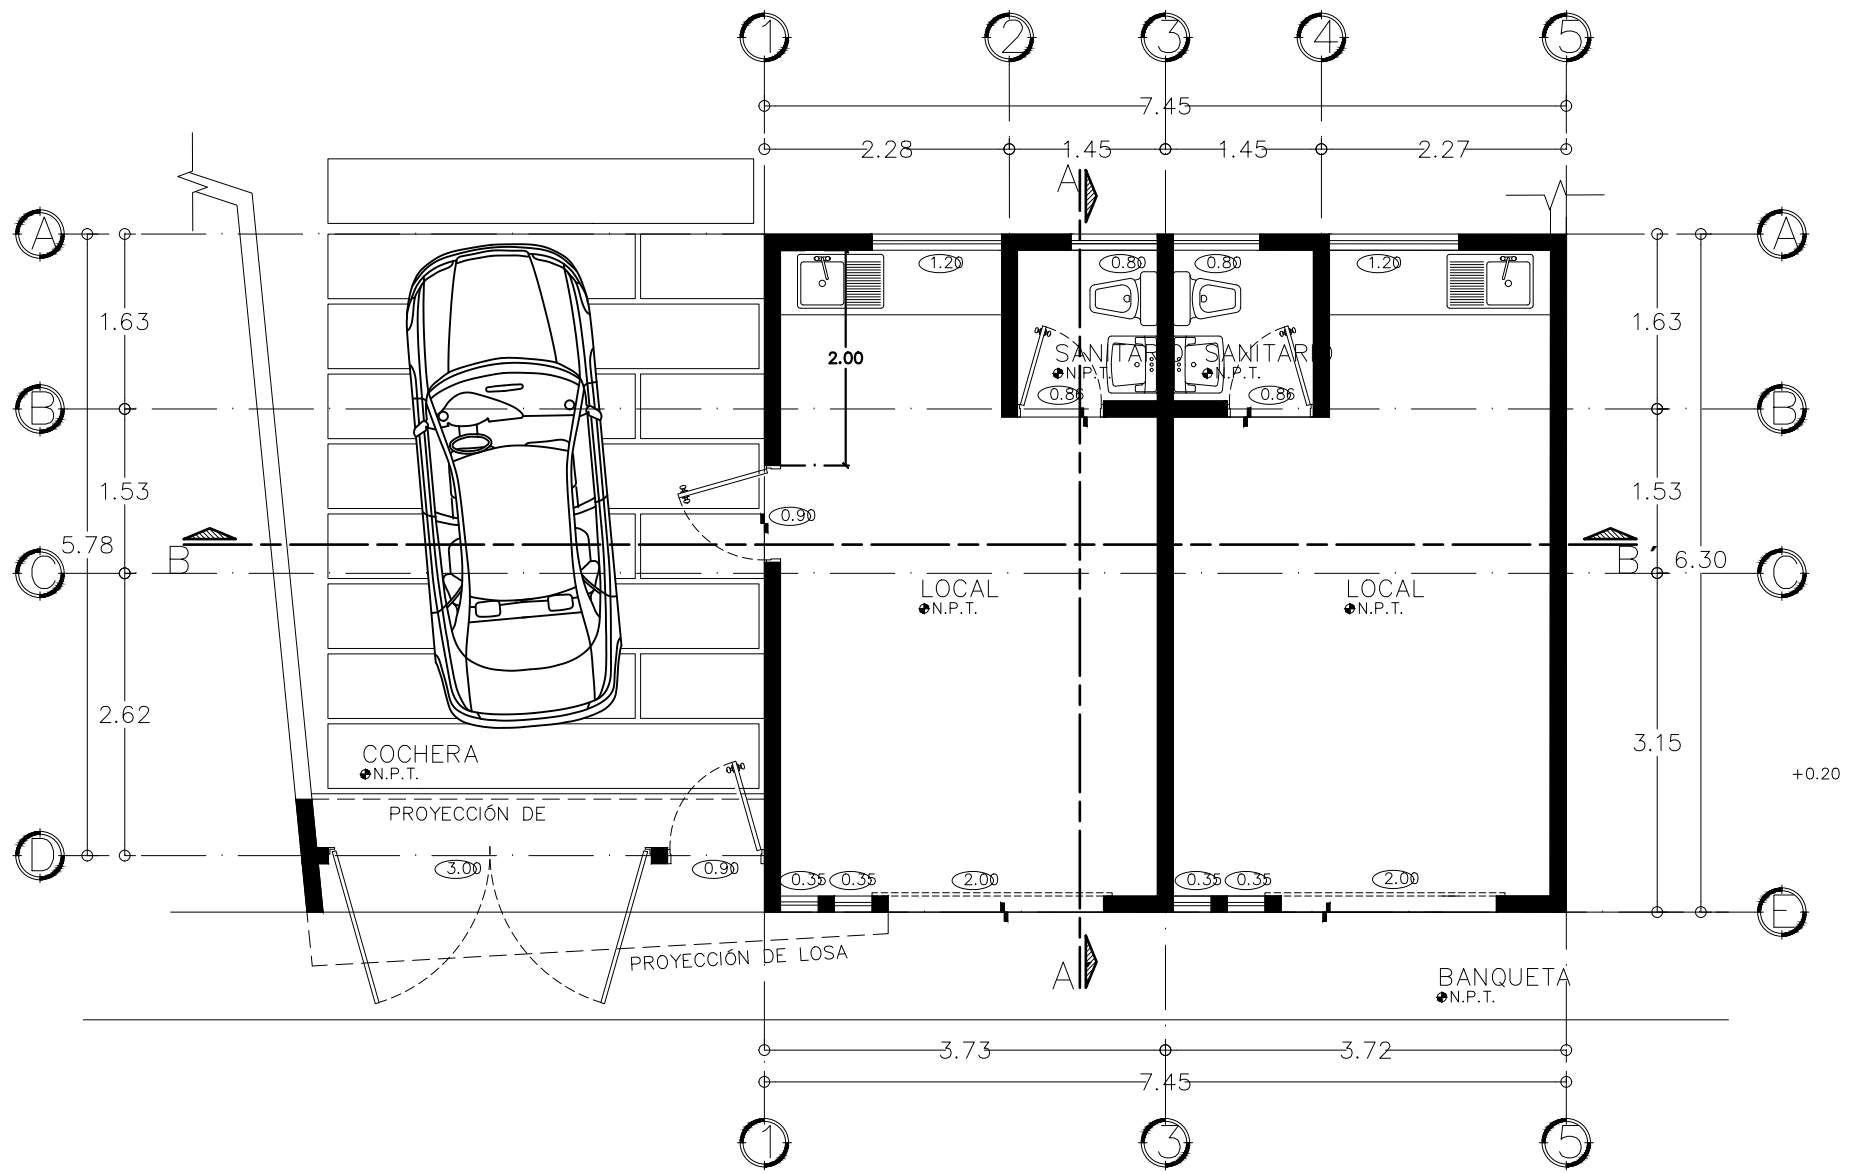 1 2 3 4 5
7.45
2.28 1.45 1.45 2.27
A
A A
1.20 0.80 0.80 1.20
1.63 1.63
2.00
SANITARIO SANITARIO
N.P.T. N.P.T.
0.86 0.86
B B
1.53 1.53
0.90
5.78 6.30
B B´
C C
LOCAL LOCAL
N.P.T. N.P.T.
2.62 3.15
COCHERA
N.P.T.
+0.20
PROYECCIÓN DE
D
3.00 0.90 0.35 0.35 2.00 0.35 0.35 2.00
E
PROYECCIÓN DE LOSA
A
BANQUETA
N.P.T.
3.73 3.72
7.45
1 3 5